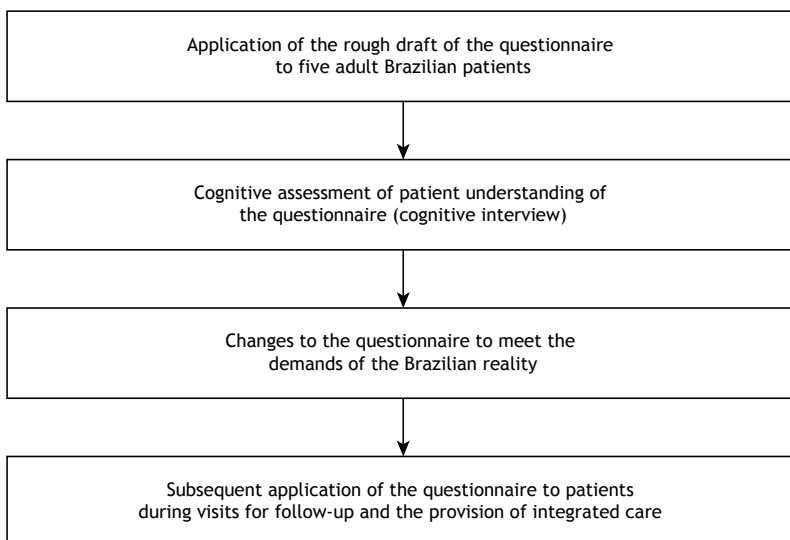 Application of the rough draft of the questionnaire
to five adult Brazilian patients
Cognitive assessment of patient understanding of
the questionnaire (cognitive interview)
Changes to the questionnaire to meet the
demands of the Brazilian reality
Subsequent application of the questionnaire to patients
during visits for follow-up and the provision of integrated care